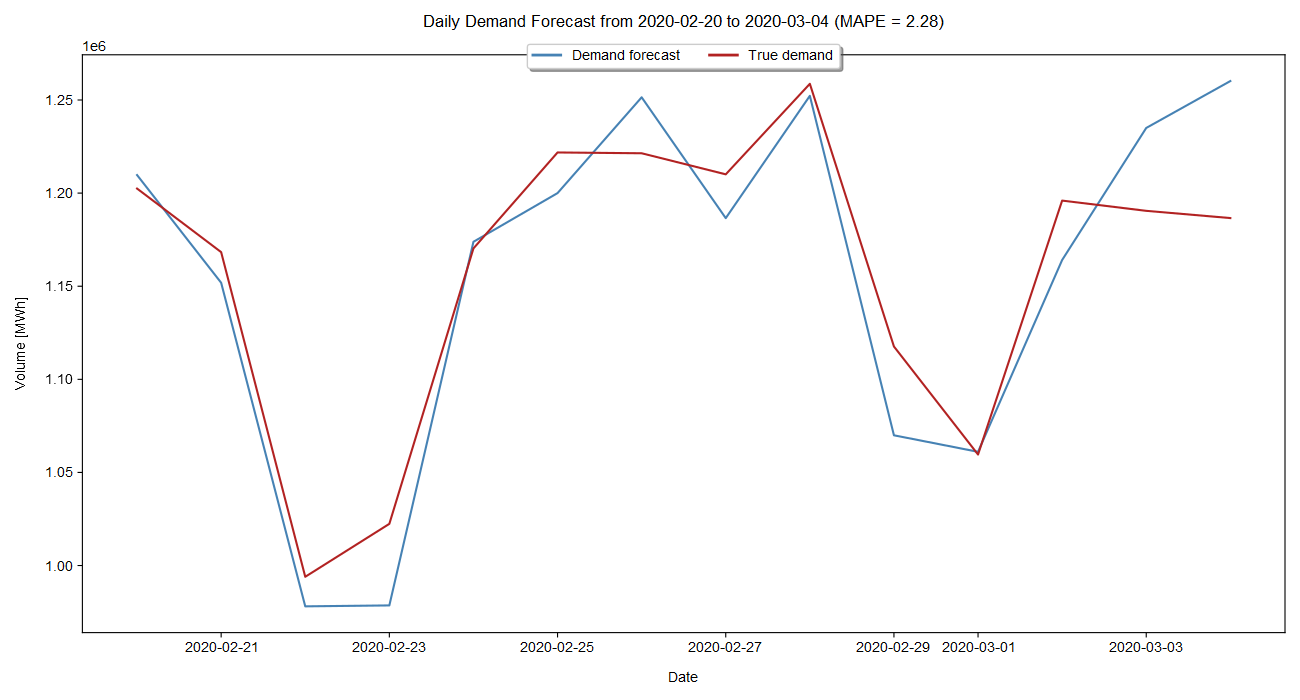 Daily Demand Forecast from 2020-02-20 to 2020-03-04 (MAPE = 2.28)
1e6
Demand forecast True demand
1.25
1.20
1.15
1.10
1.05
1.00
Volume [MWh]
2020-02-21 2020-02-23 2020-02-25 2020-02-27 2020-02-29 2020-03-01 2020-03-03
Date